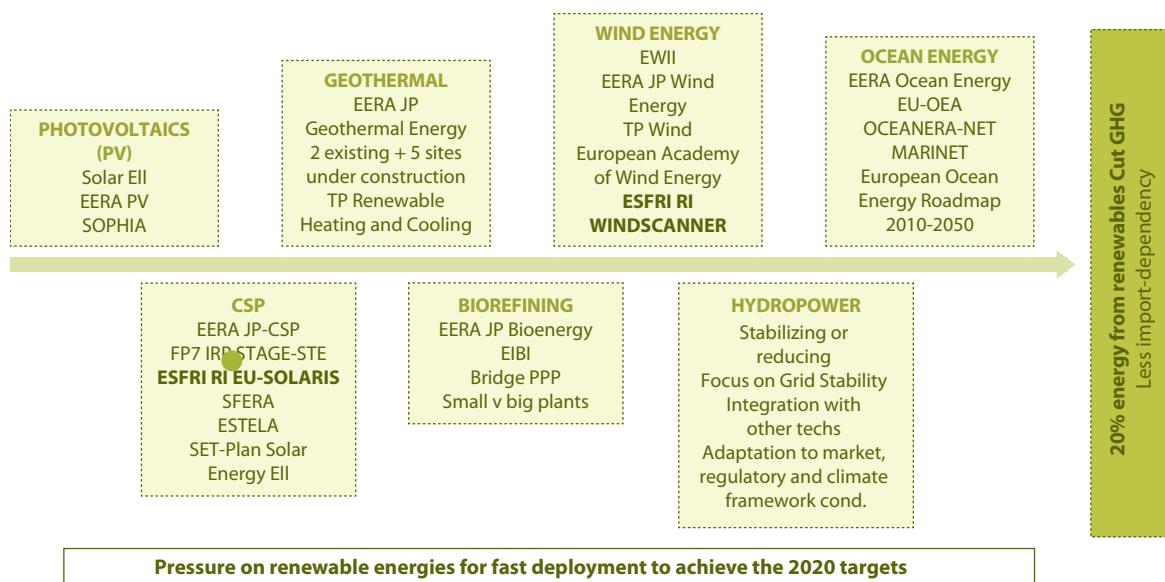 PHOTOVOLTAICS
(PV)
Solar Ell
EERA PV
SOPHIA
GEOTHERMAL
EERA JP
Geothermal Energy
2 existing + 5 sites
under construction
TP Renewable
Heating and Cooling
WIND ENERGY
EWII
EERA JP Wind
Energy
TP Wind
European Academy
of Wind Energy
ESFRI RI
WINDSCANNER
OCEAN ENERGY
EERA Ocean Energy
EU-OEA
OCEANERA-NET
MARINET
European Ocean
Energy Roadmap
2010-2050
CSP
EERA JP-CSP
FP7 IRP STAGE-STE
ESFRI RI EU-SOLARIS
SFERA
ESTELA
SET-Plan Solar
Energy Ell
BIOREFINING
EERA JP Bioenergy
EIBI
Bridge PPP
Small v big plants
HYDROPOWER
Stabilizing or
reducing
Focus on Grid Stability
Integration with
other techs
Adaptation to market,
regulatory and climate
framework cond.
20% energy from renewables Cut GHG
Less import-dependency
Pressure on renewable energies for fast deployment to achieve the 2020 targets